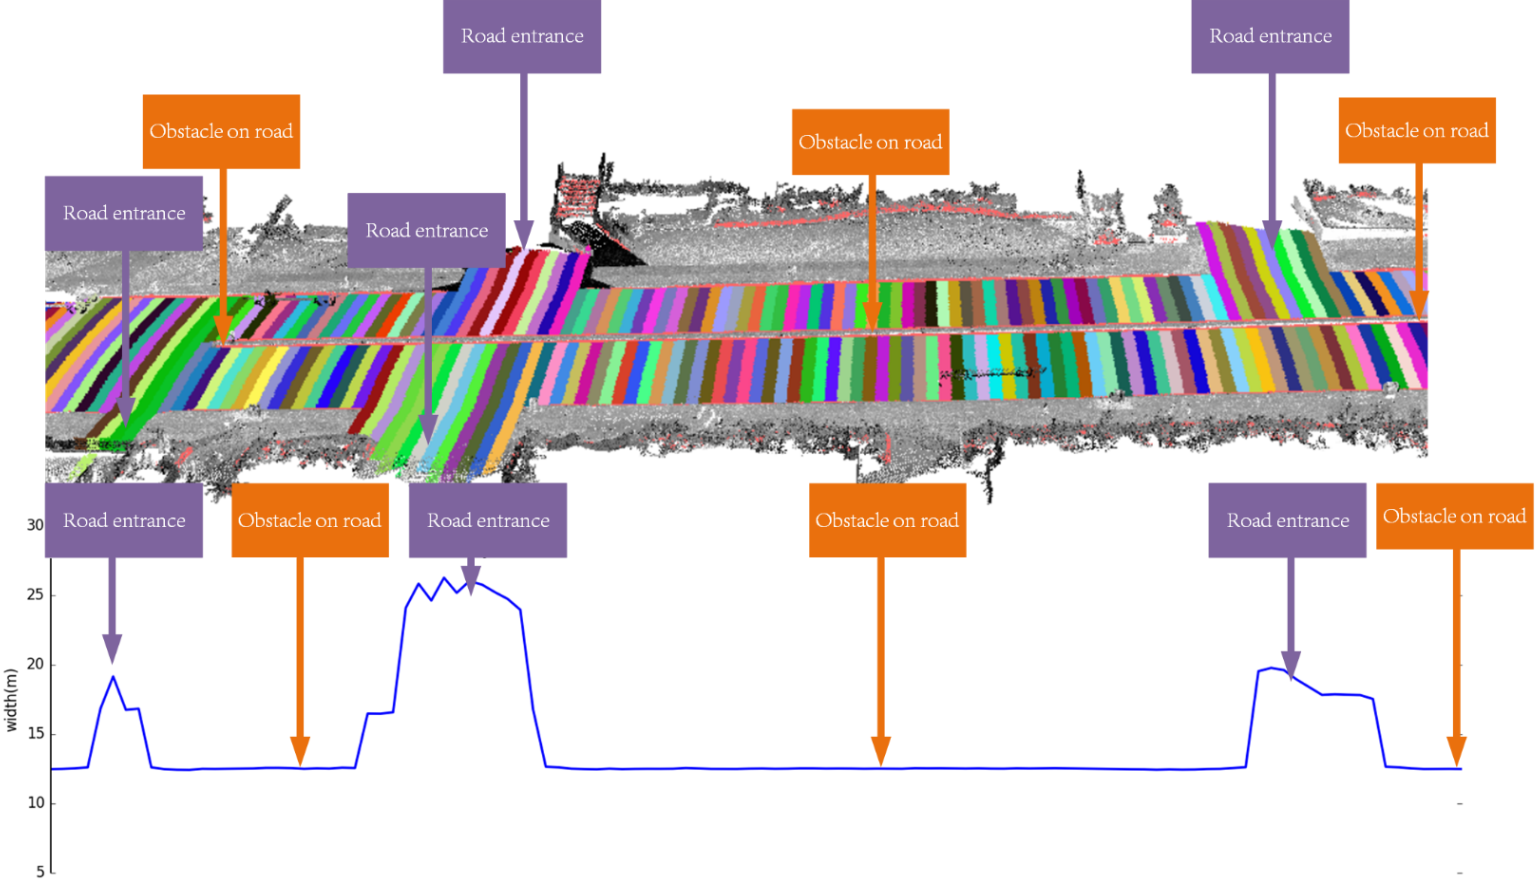 Road entrance
Road entrance
Obstacle on road
Obstacle on road
Obstacle on road
Road entrance
Road entrance
Road entrance
Obstacle on road
Road entrance
Obstacle on road
Road entrance
Obstacle on road
30
25
20
15
10
5
width(m)